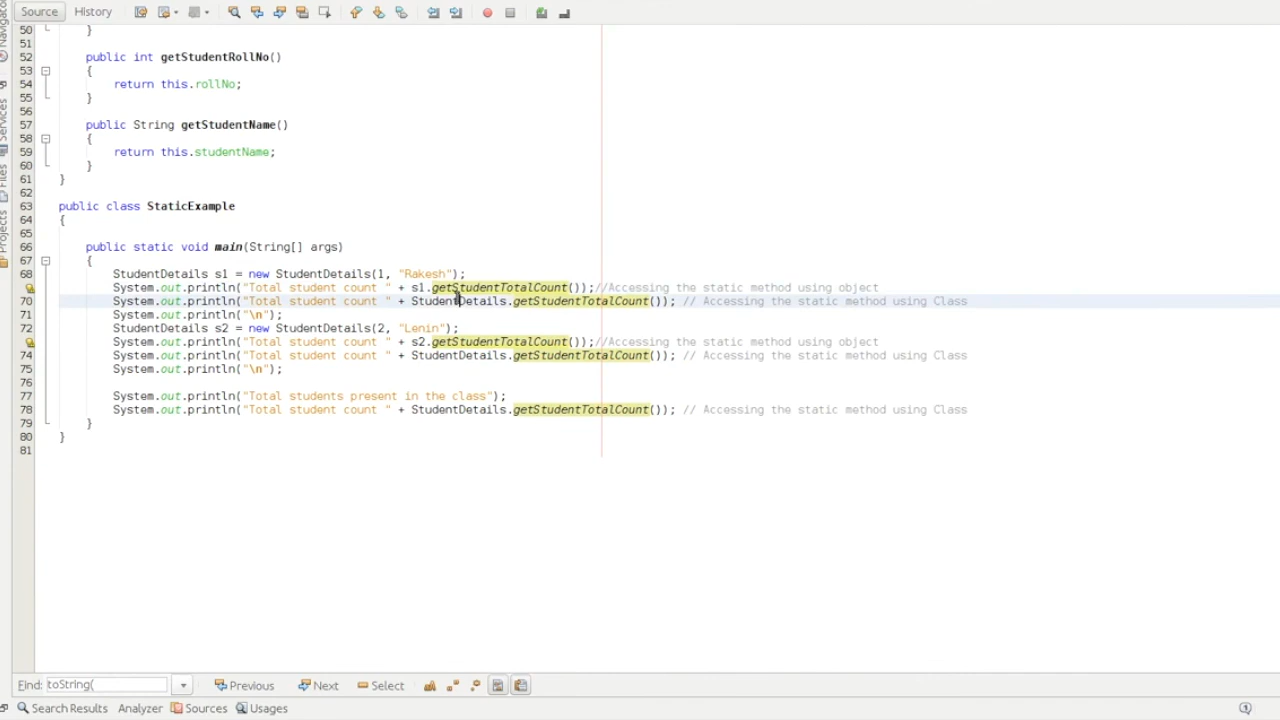 Source History
50 }
51
52 public int getStudentRollNo()
53 {
54 return this.rollNo;
55 }
56
57 public String getStudentName()
58 {
59 return this.studentName;
60 }
61 }
62
63 public class StaticExample
64 {
65
66 public static void main(String[] args)
67 {
68 StudentDetails s1 = new StudentDetails(1, "Rakesh");
System.out.println("Total student count " + s1.getStudentTotalCount());//Accessing the static method using object
70 System.out.println("Total student count " + StudentDetails.getStudentTotalCount()); // Accessing the static method using Class
71 System.out.println("\n");
72 StudentDetails s2 = new StudentDetails(2, "Lenin");
System.out.println("Total student count " + s2.getStudentTotalCount());//Accessing the static method using object
74 System.out.println("Total student count " + StudentDetails.getStudentTotalCount()); // Accessing the static method using Class
75 System.out.println("\n");
76
77 System.out.println("Total students present in the class");
78 System.out.println("Total student count " + StudentDetails.getStudentTotalCount()); // Accessing the static method using Class
79 }
80 }
81
Navigator
Services
Files
Projects
Find: toString( Previous Next Select
Search Results Analyzer Sources Usages